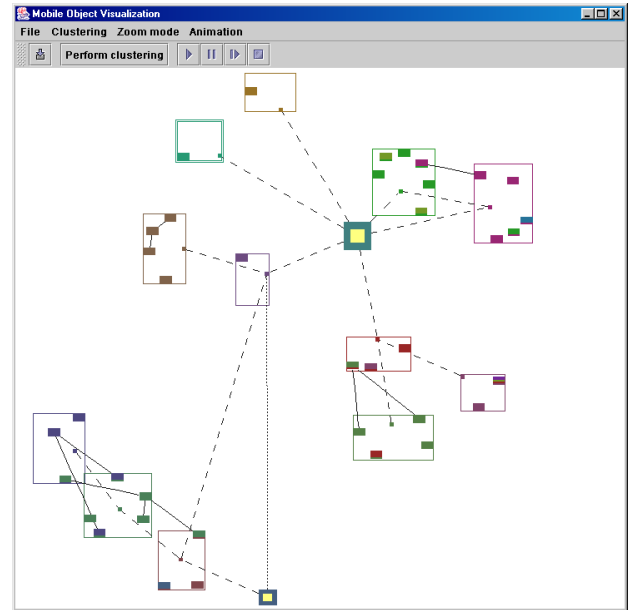 Mobile Object Visualization
File Clustering Zoom mode Animation
Perform clustering